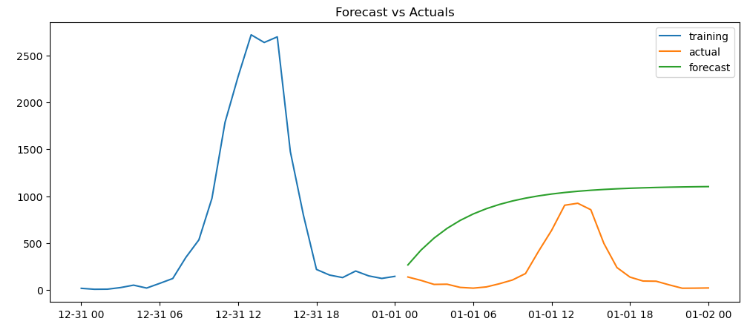 Forecast vs Actuals
training
actual
forecast
2500
2000
1500
1000
500
0
12-31 00 12-31 06 12-31 12 12-31 18 01-01 00 01-01 06 01-01 12 01-01 18 01-02 00